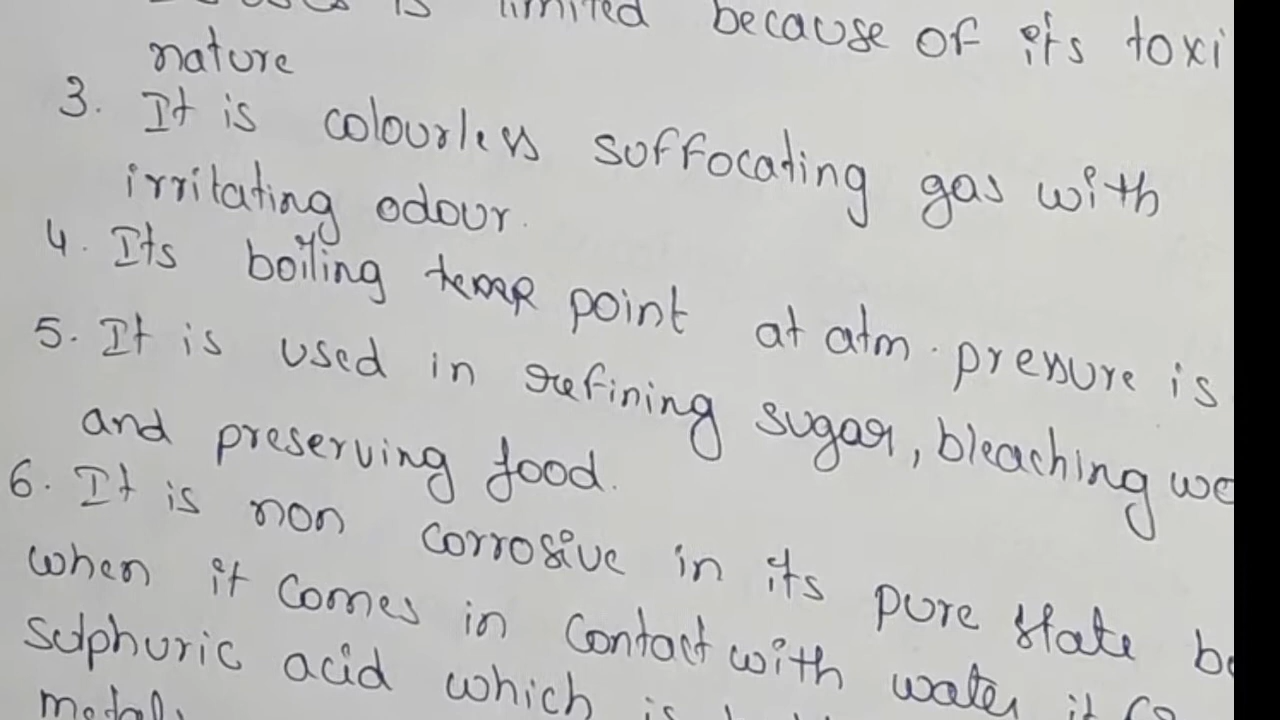 is limited because of its toxi
nature
3. It is colourless suffocating gas with
irritating odour.
4. Its boiling temp point at atm. pressure is
5. It is used in refining sugar, bleaching
and preserving food.
6. It is non corrosive in its pure state
when it comes in contact with water it
sulphuric acid which is